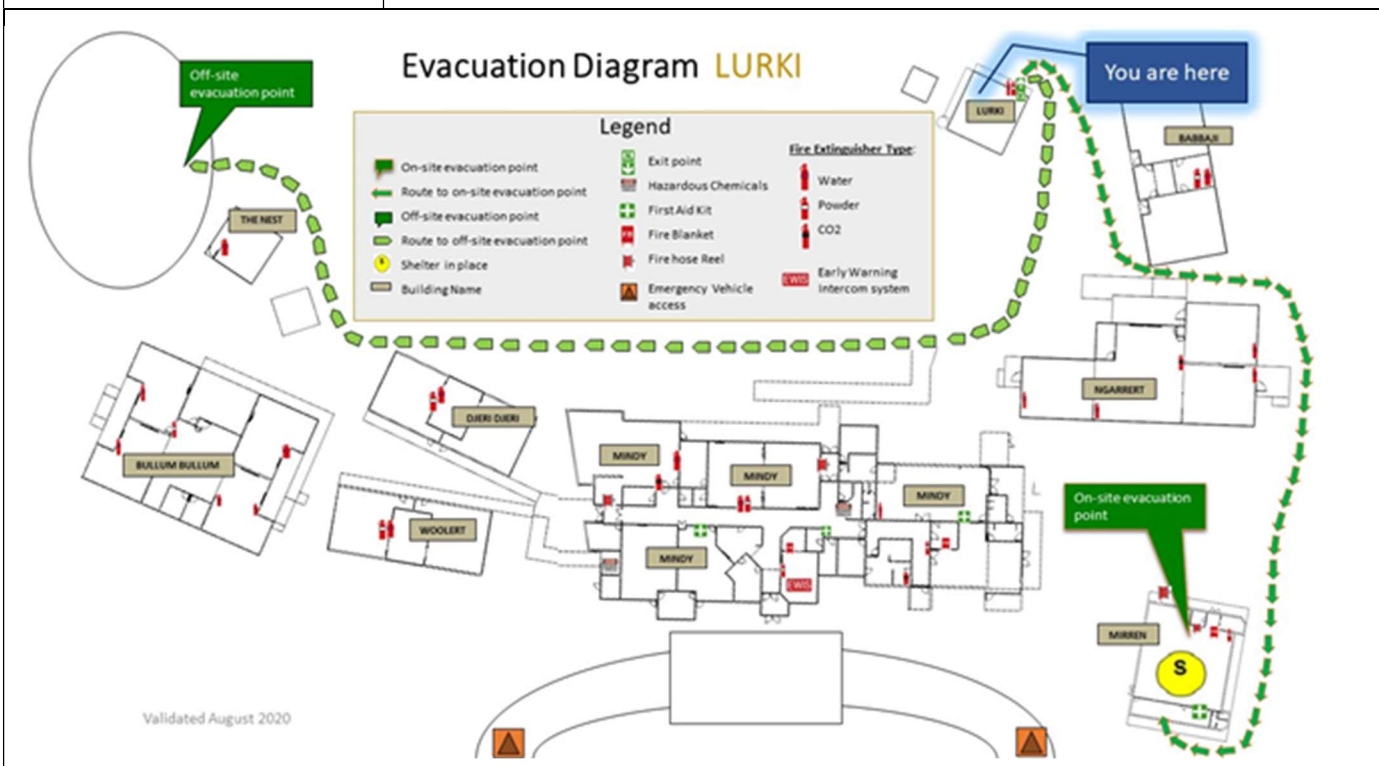 Evacuation Diagram LURKI
Off-site
evacuation point
You are here
LURKI
BABBAJI
Legend
On-site evacuation point
Route to on-site evacuation point
Off-site evacuation point
Route to off-site evacuation point
S
Shelter in place
Building Name
Exit point
Hazardous Chemicals
First Aid Kit
FB
Fire Blanket
Fire hose Reel
Emergency Vehicle
access
Fire Extinguisher Type:
Water
Powder
CO2
EWIS
Early Warning
Intercom system
THE NEST
NGARRERT
DJERI DJERI
BULLUM BULLUM
WOOLERT
MINDY
MINDY
MINDY
MINDY
EWIS
On-site evacuation
point
MIRREN
S
Validated August 2020